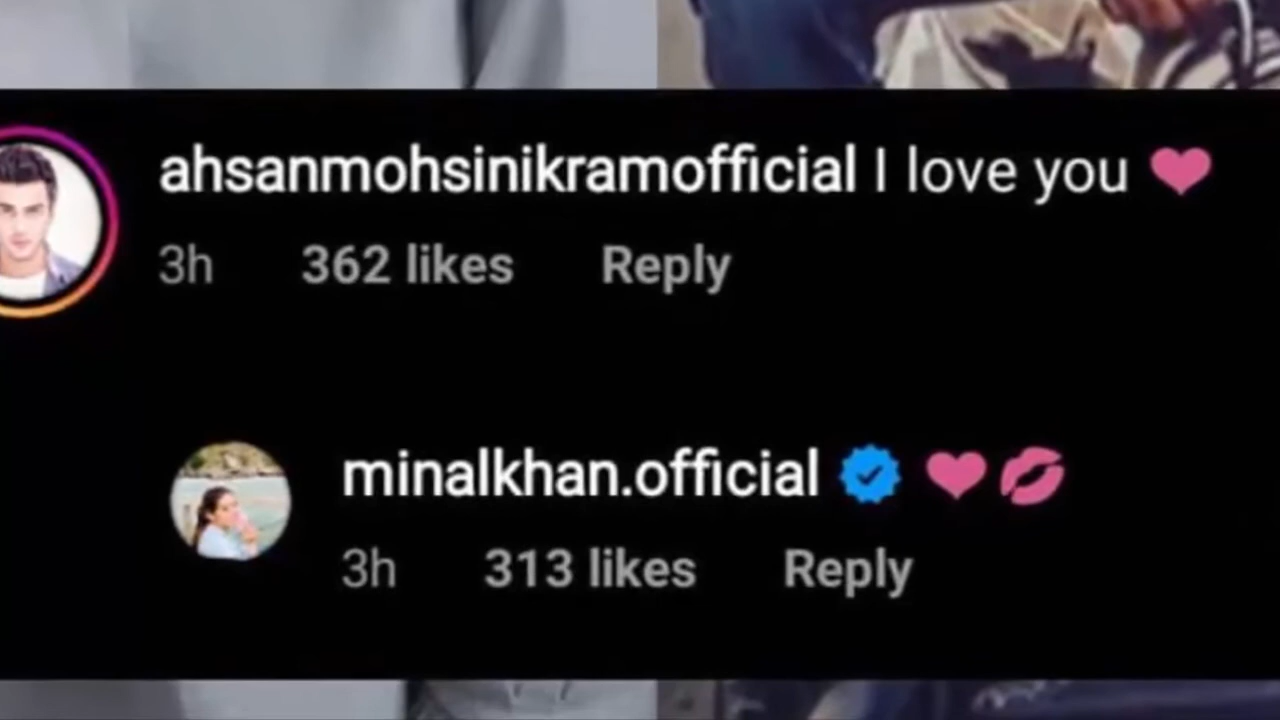 ahsanmohsinikramofficial I love you 🩷
3h 362 likes Reply
minalkhan.official 🩷💋
3h 313 likes Reply